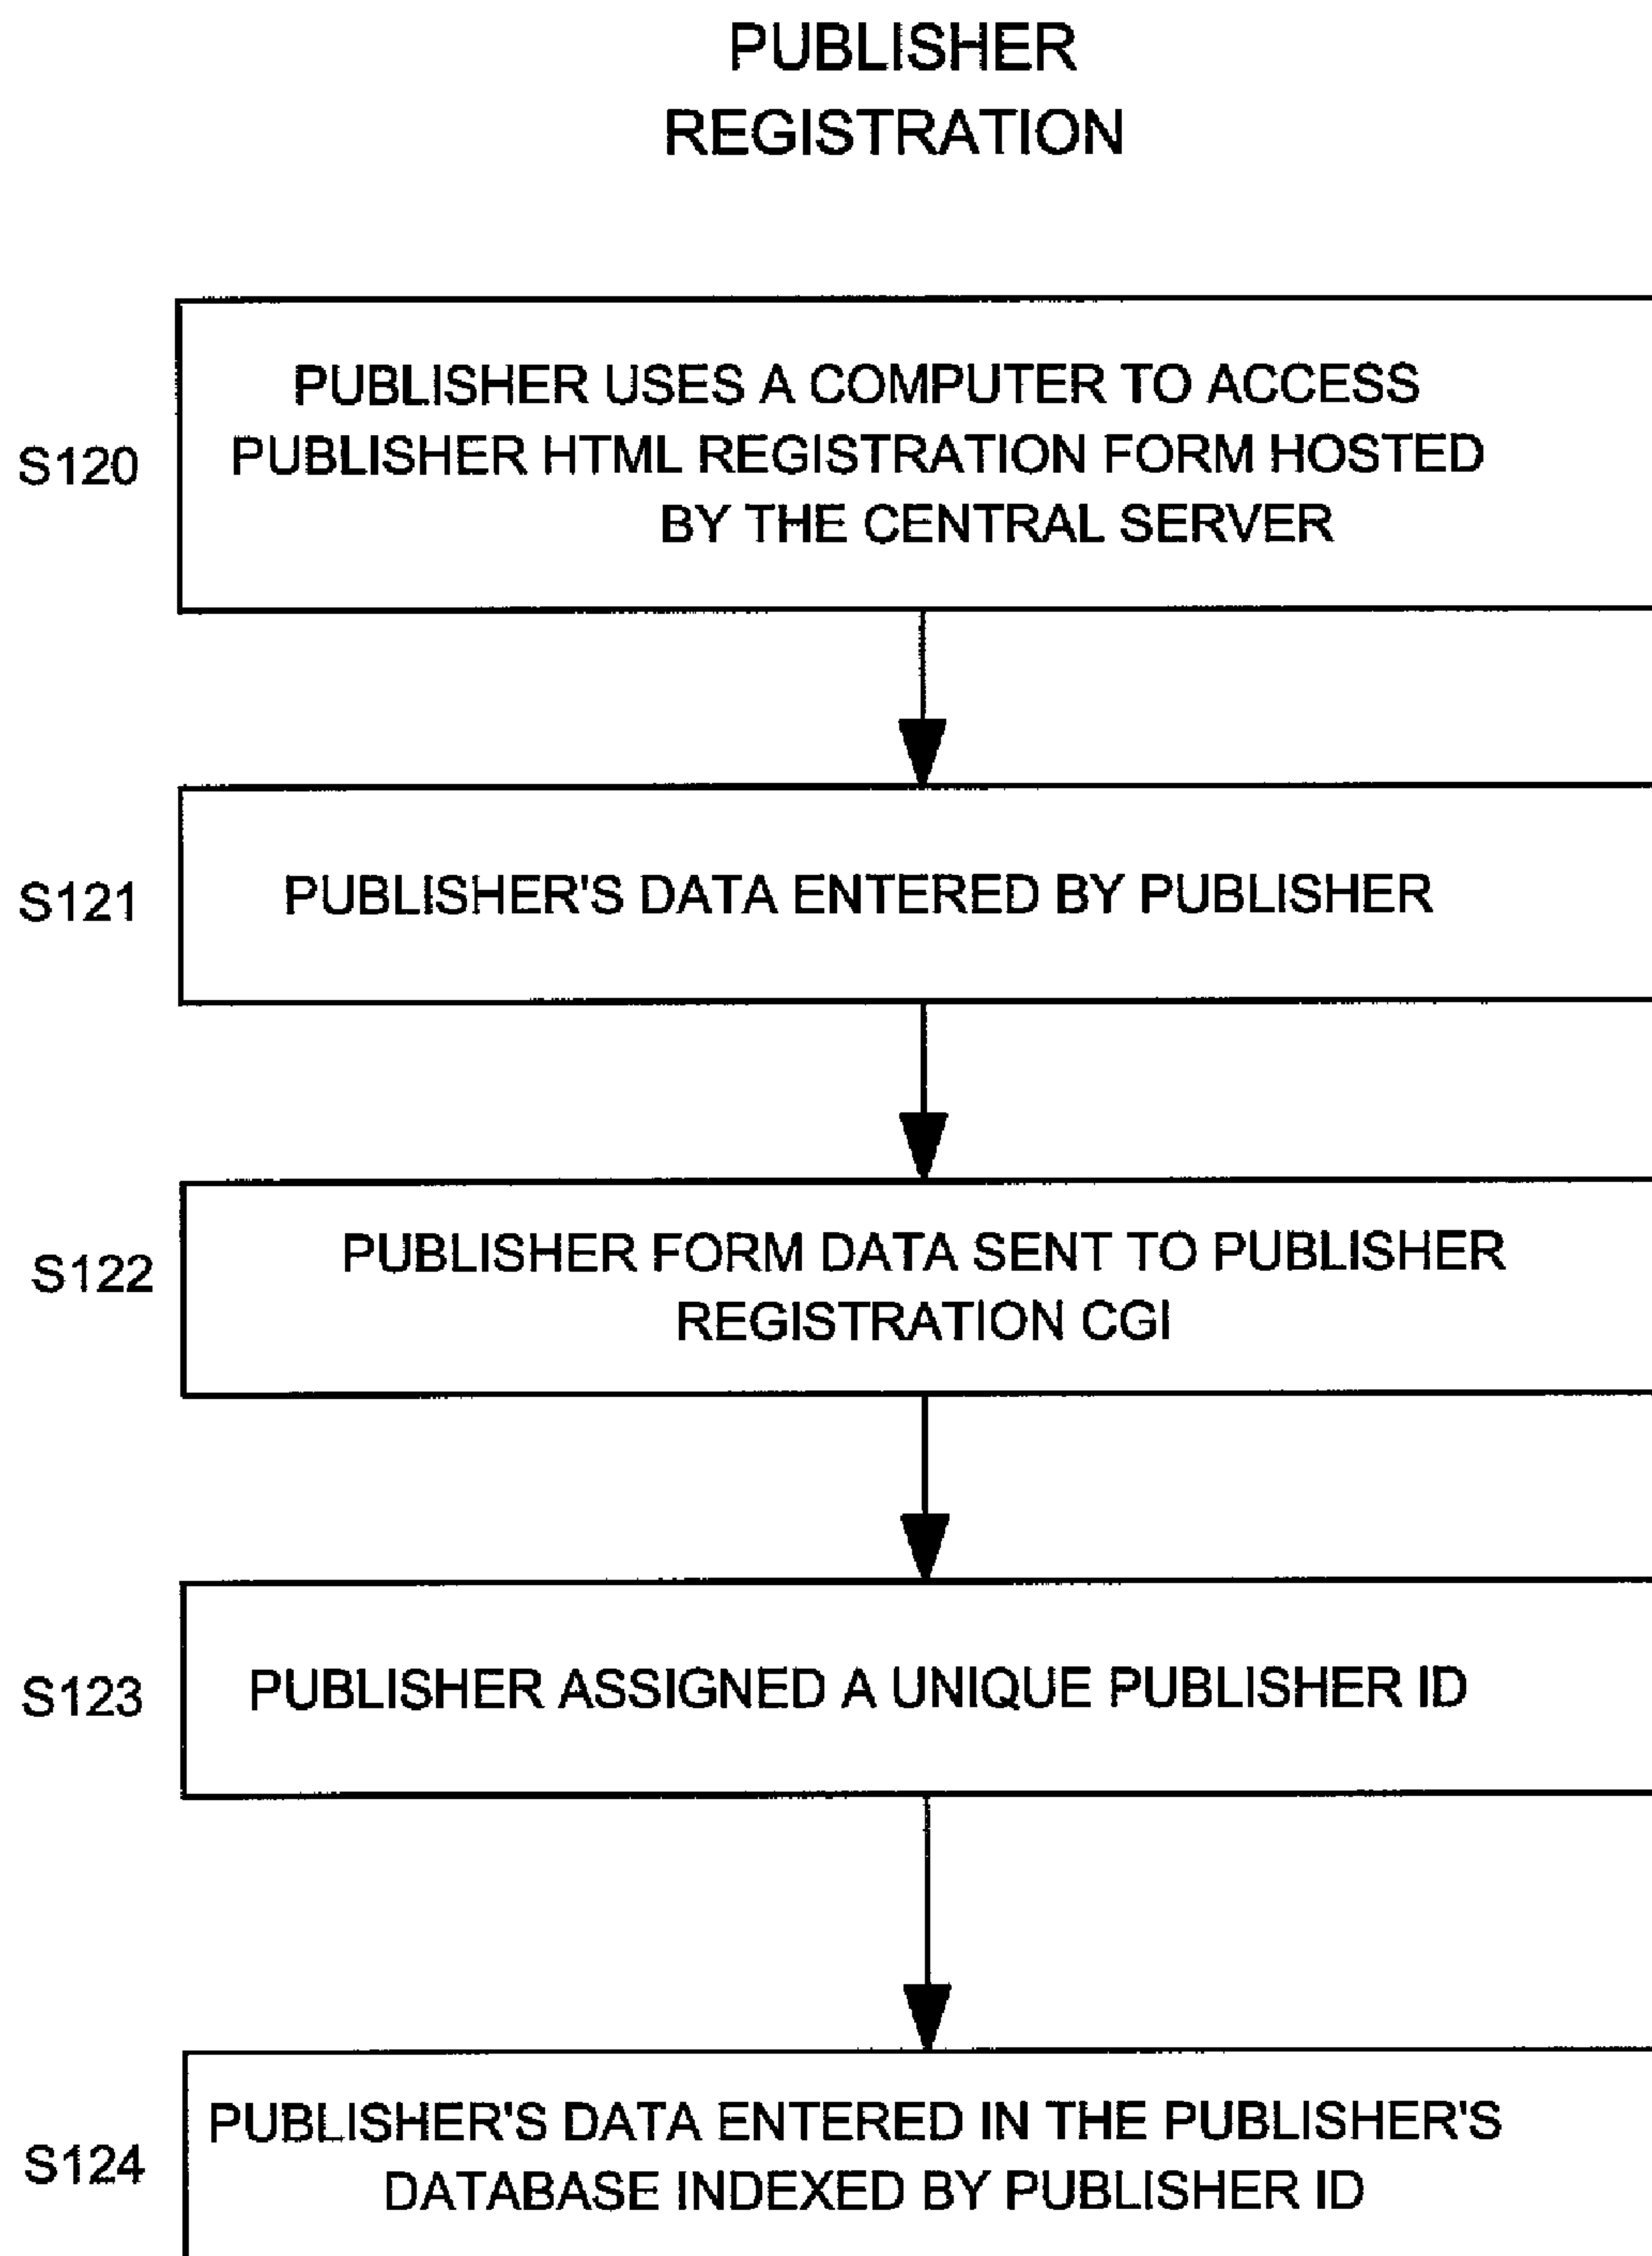 PUBLISHER
REGISTRATION
S120
PUBLISHER USES A COMPUTER TO ACCESS
PUBLISHER HTML REGISTRATION FORM HOSTED
BY THE CENTRAL SERVER
S121
PUBLISHER'S DATA ENTERED BY PUBLISHER
S122
PUBLISHER FORM DATA SENT TO PUBLISHER
REGISTRATION CGI
S123
PUBLISHER ASSIGNED A UNIQUE PUBLISHER ID
S124
PUBLISHER'S DATA ENTERED IN THE PUBLISHER'S
DATABASE INDEXED BY PUBLISHER ID